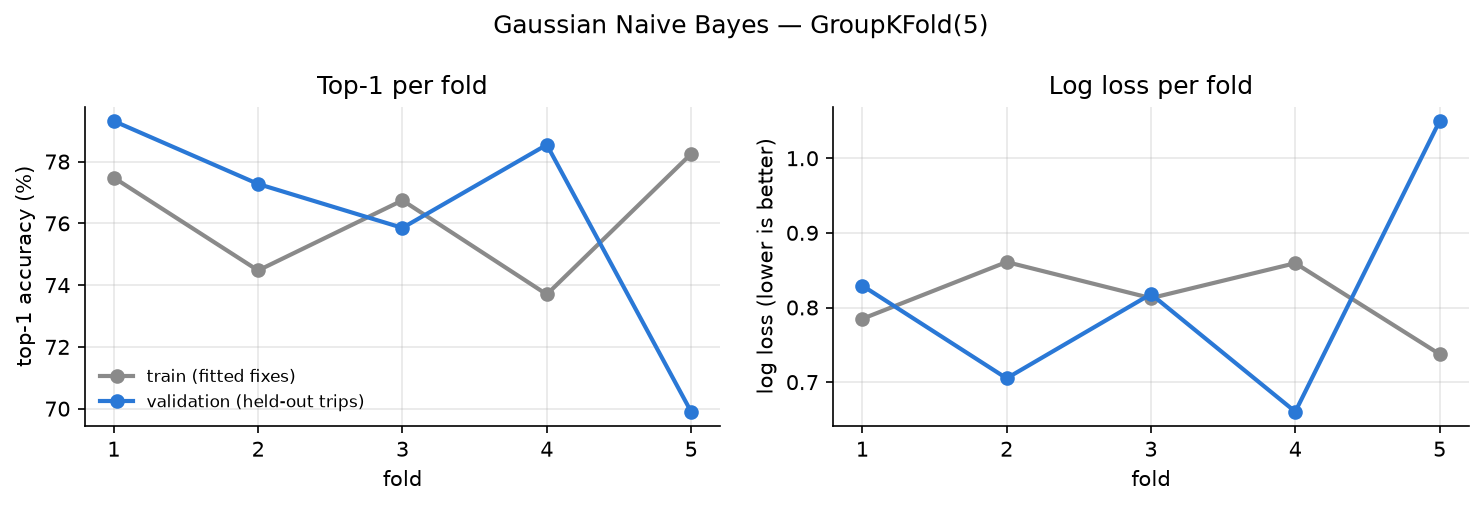 Gaussian Naive Bayes — GroupKFold(5)
Top-1 per fold
top-1 accuracy (%)
78
76
74
72
70
train (fitted fixes)
validation (held-out trips)
1 2 3 4 5
fold
Log loss per fold
log loss (lower is better)
1.0
0.9
0.8
0.7
1 2 3 4 5
fold